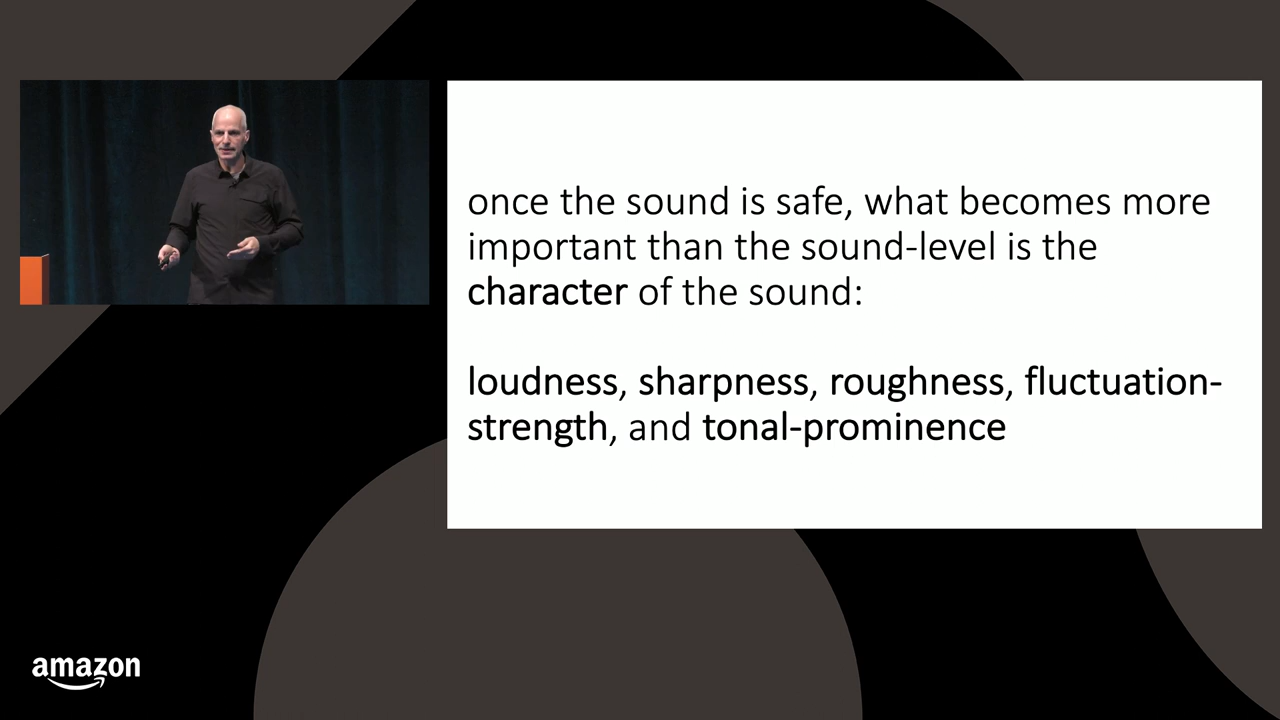 once the sound is safe, what becomes more
important than the sound-level is the
character of the sound:
loudness, sharpness, roughness, fluctuation-
strength, and tonal-prominence
amazon